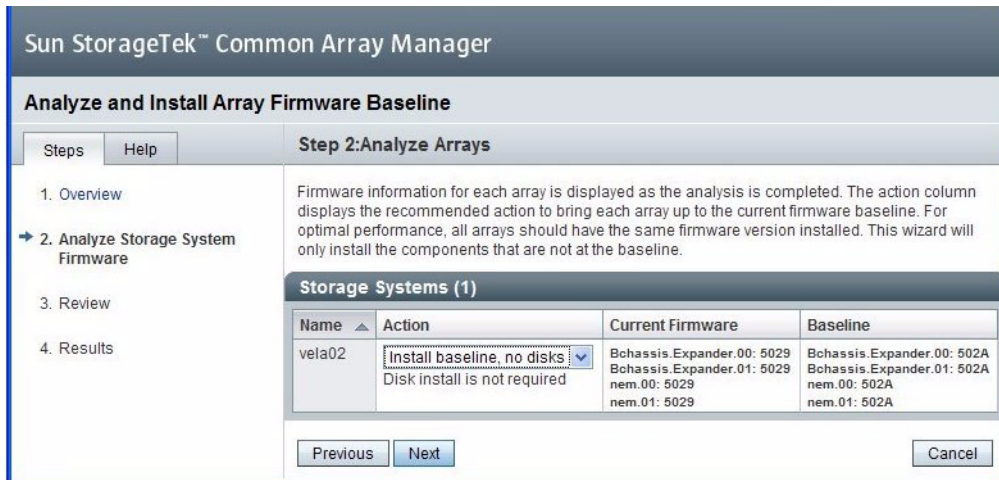 Sun StorageTek™ Common Array Manager
Analyze and Install Array Firmware Baseline
Steps
Help
1. Overview
2. Analyze Storage System
Firmware
3. Review
4. Results
Step 2:Analyze Arrays
Firmware information for each array is displayed as the analysis is completed. The action column
displays the recommended action to bring each array up to the current firmware baseline. For
optimal performance, all arrays should have the same firmware version installed. This wizard will
only install the components that are not at the baseline.
Storage Systems (1)
Name Action Current Firmware Baseline
vela02
Install baseline, no disks
Disk install is not required
Bchassis.Expander.00: 5029
Bchassis.Expander.01: 5029
nem.00: 5029
nem.01: 5029
Bchassis.Expander.00: 502A
Bchassis.Expander.01: 502A
nem.00: 502A
nem.01: 502A
Previous
Next
Cancel